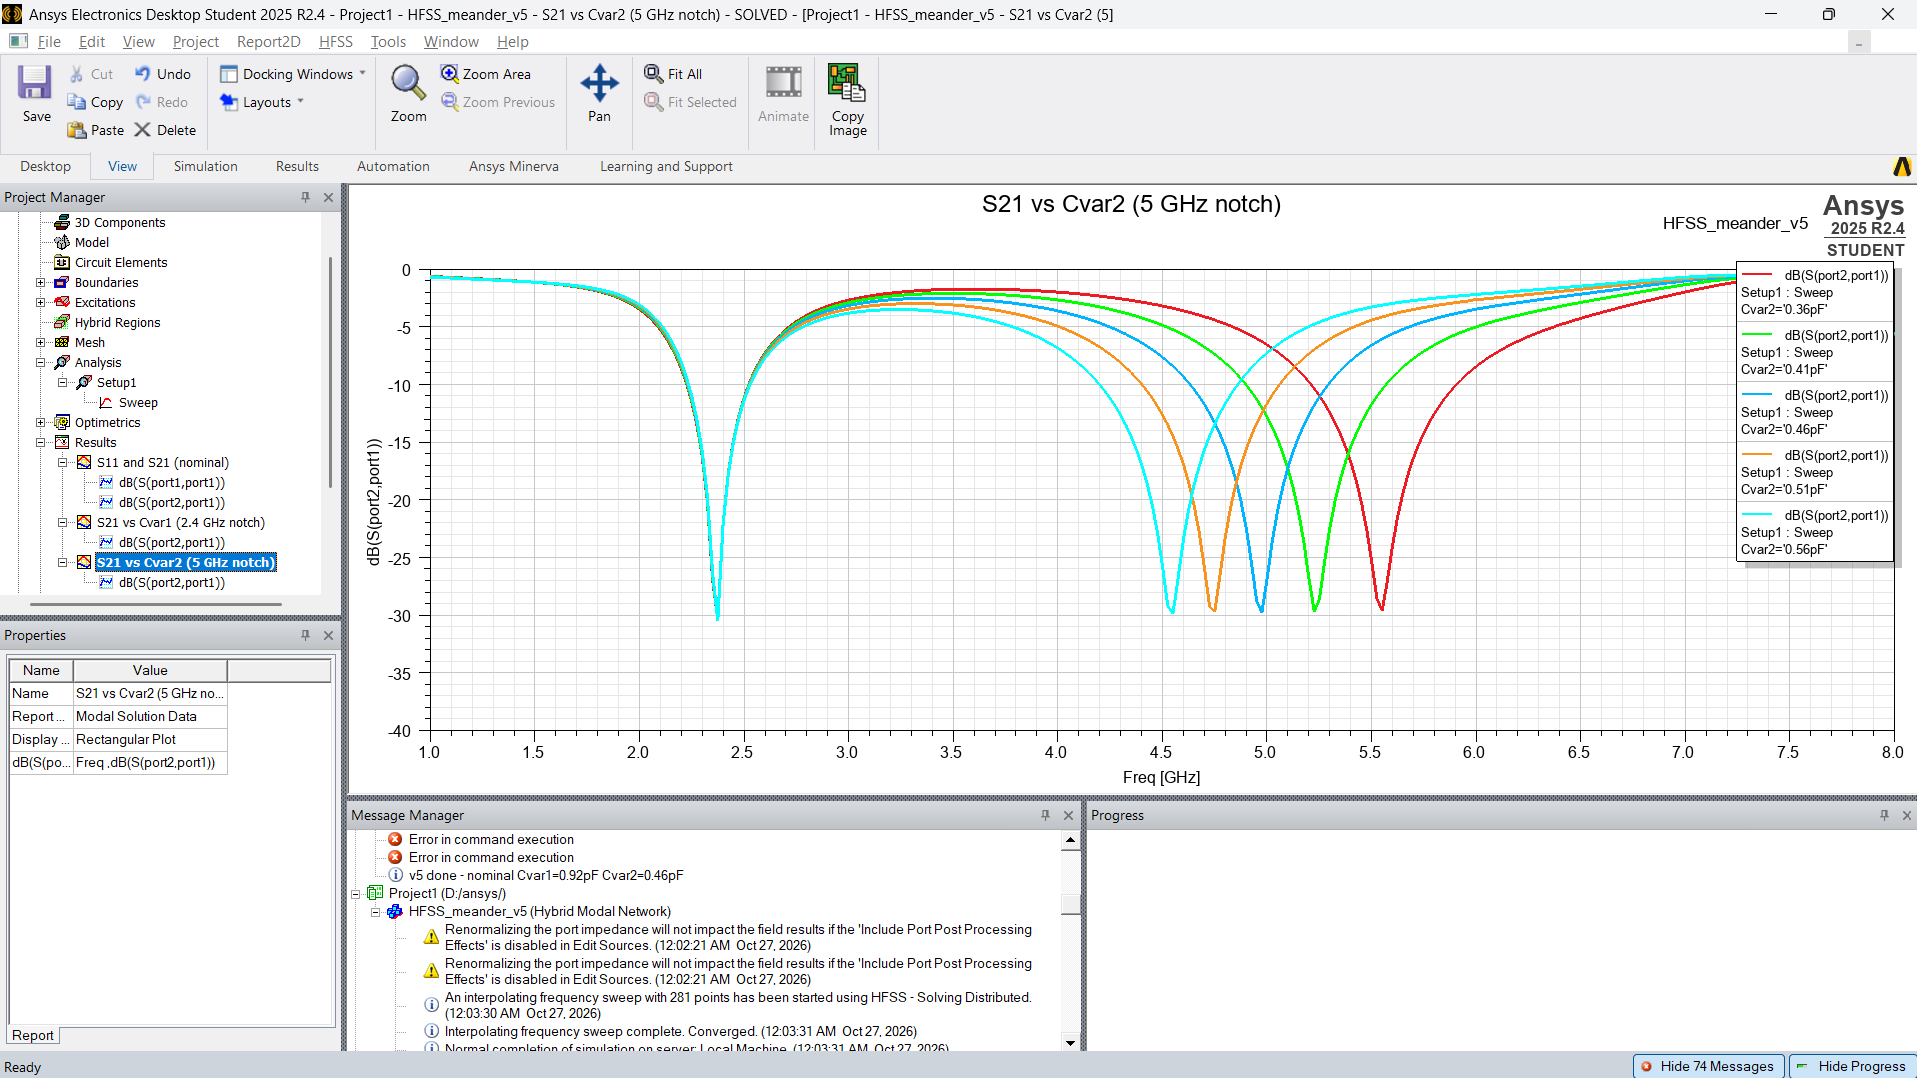 Ansys Electronics Desktop Student 2025 R2.4 - Project1 - HFSS_meander_v5 - S21 vs Cvar2 (5 GHz notch) - SOLVED - [Project1 - HFSS_meander_v5 - S21 vs Cvar2 (5]
File Edit View Project Report2D HFSS Tools Window Help
Save
Cut
Copy
Paste
Undo
Redo
Delete
Docking Windows
Layouts
Zoom
Zoom Area
Zoom Previous
Pan
Fit All
Fit Selected
Animate
Copy
Image
Desktop View Simulation Results Automation Ansys Minerva Learning and Support
Project Manager
3D Components
Model
Circuit Elements
Boundaries
Excitations
Hybrid Regions
Mesh
Analysis
Setup1
Sweep
Optimetrics
Results
S11 and S21 (nominal)
dB(S(port1,port1))
dB(S(port2,port1))
S21 vs Cvar1 (2.4 GHz notch)
dB(S(port2,port1))
S21 vs Cvar2 (5 GHz notch)
dB(S(port2,port1))
Properties
Name Value
Name S21 vs Cvar2 (5 GHz no...
Report ... Modal Solution Data
Display ... Rectangular Plot
dB(S(po... Freq ,dB(S(port2,port1))
Report
S21 vs Cvar2 (5 GHz notch)
HFSS_meander_v5
Ansys
2025 R2.4
STUDENT
dB(S(port2,port1))
0
-5
-10
-15
-20
-25
-30
-35
-40
1.0 1.5 2.0 2.5 3.0 3.5 4.0 4.5 5.0 5.5 6.0 6.5 7.0 7.5 8.0
Freq [GHz]
dB(S(port2,port1))
Setup1 : Sweep
Cvar2='0.36pF'
dB(S(port2,port1))
Setup1 : Sweep
Cvar2='0.41pF'
dB(S(port2,port1))
Setup1 : Sweep
Cvar2='0.46pF'
dB(S(port2,port1))
Setup1 : Sweep
Cvar2='0.51pF'
dB(S(port2,port1))
Setup1 : Sweep
Cvar2='0.56pF'
Message Manager
Error in command execution
Error in command execution
v5 done - nominal Cvar1=0.92pF Cvar2=0.46pF
Project1 (D:/ansys/)
HFSS_meander_v5 (Hybrid Modal Network)
Renormalizing the port impedance will not impact the field results if the 'Include Port Post Processing
Effects' is disabled in Edit Sources. (12:02:21 AM Oct 27, 2026)
Renormalizing the port impedance will not impact the field results if the 'Include Port Post Processing
Effects' is disabled in Edit Sources. (12:02:21 AM Oct 27, 2026)
An interpolating frequency sweep with 281 points has been started using HFSS - Solving Distributed.
(12:03:30 AM Oct 27, 2026)
Interpolating frequency sweep complete. Converged. (12:03:31 AM Oct 27, 2026)
Normal completion of simulation on server: Local Machine. (12:03:31 AM Oct 27, 2026)
Progress
Ready
Hide 74 Messages
Hide Progress